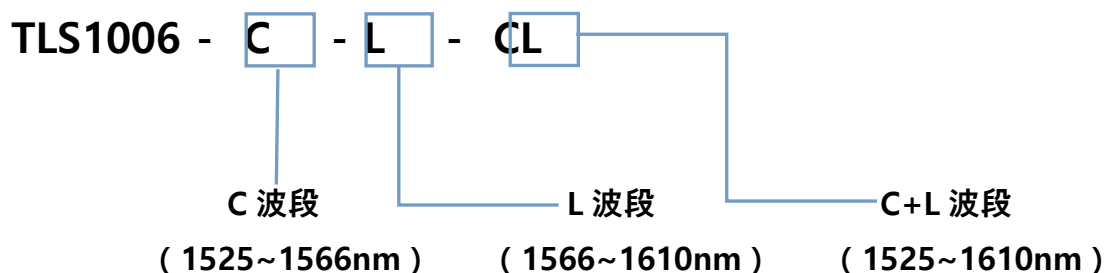 TLS1006 - C - L - CL
C 波段 L 波段 C+L 波段
( 1525~1566nm ) ( 1566~1610nm ) ( 1525~1610nm )